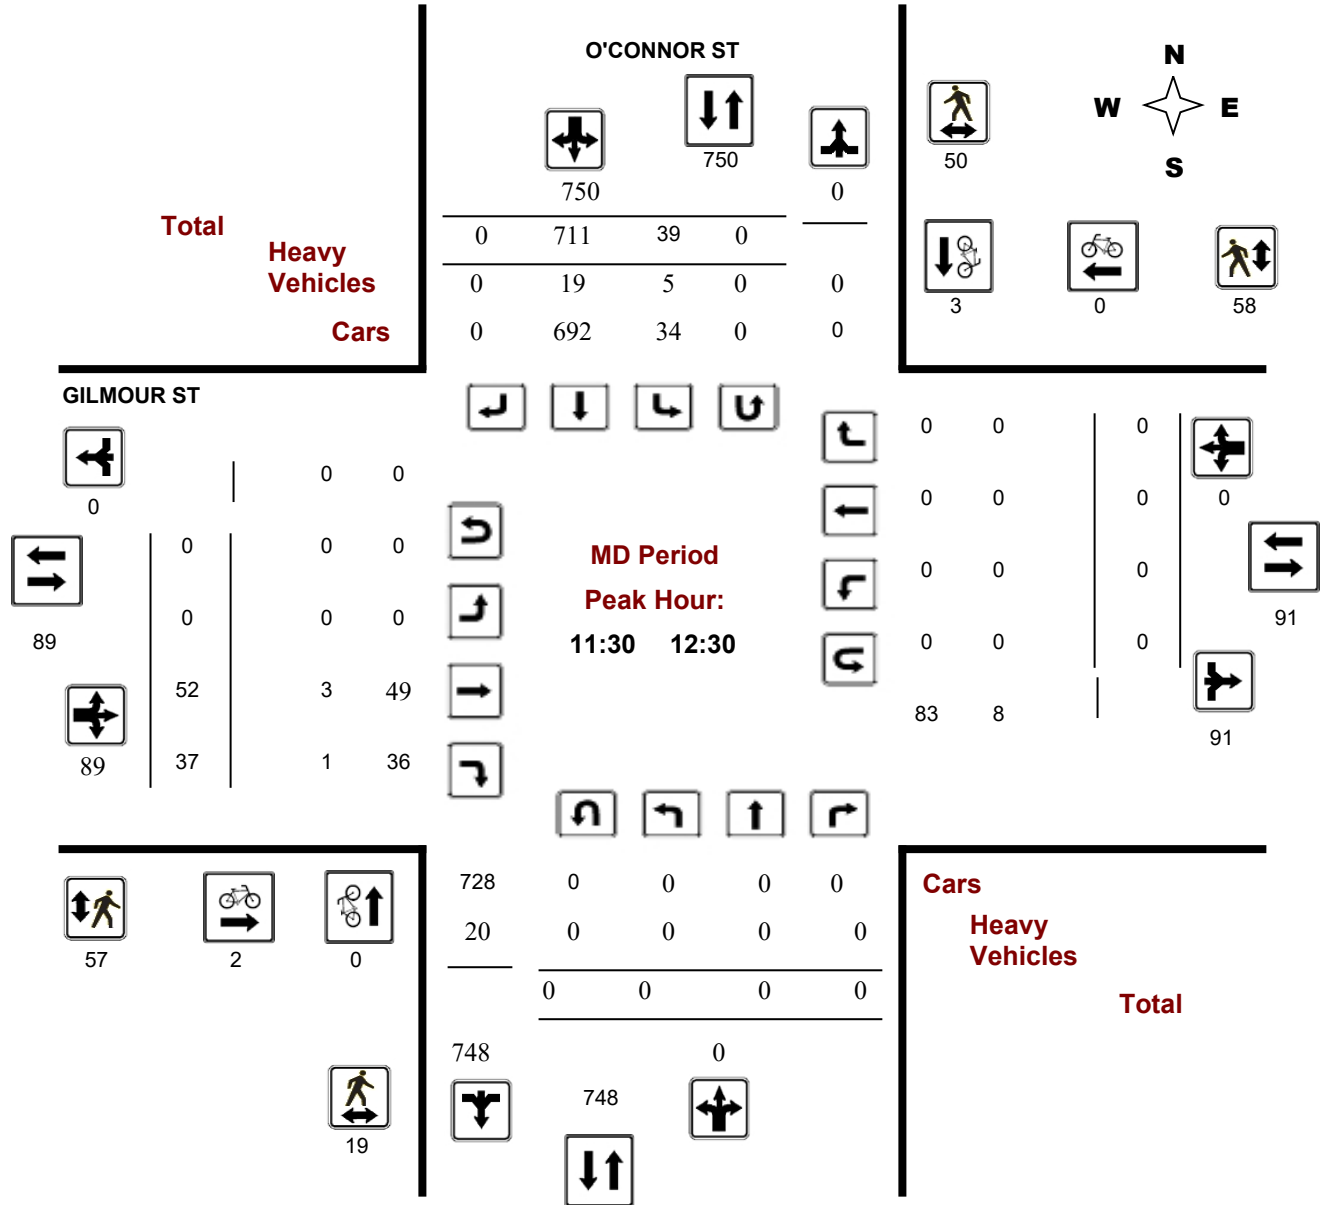 O'CONNOR ST
N
W E
S
750
50
750 0
Total
0 711 39 0
Heavy
Vehicles
0 19 5 0 0
3 0 58
Cars
0 692 34 0 0
GILMOUR ST
0 0 0
0 0
0
0 0 0 0
0 0 0
MD Period
0 0 0
Peak Hour:
0 0 0
91
89
11:30 12:30
0 0 0
52 3 49
83 8
91
89 37 1 36
728 0 0 0 0
Cars
20 0 0 0 0
Heavy
Vehicles
57 2 0
0 0 0 0
Total
748 0
748
19